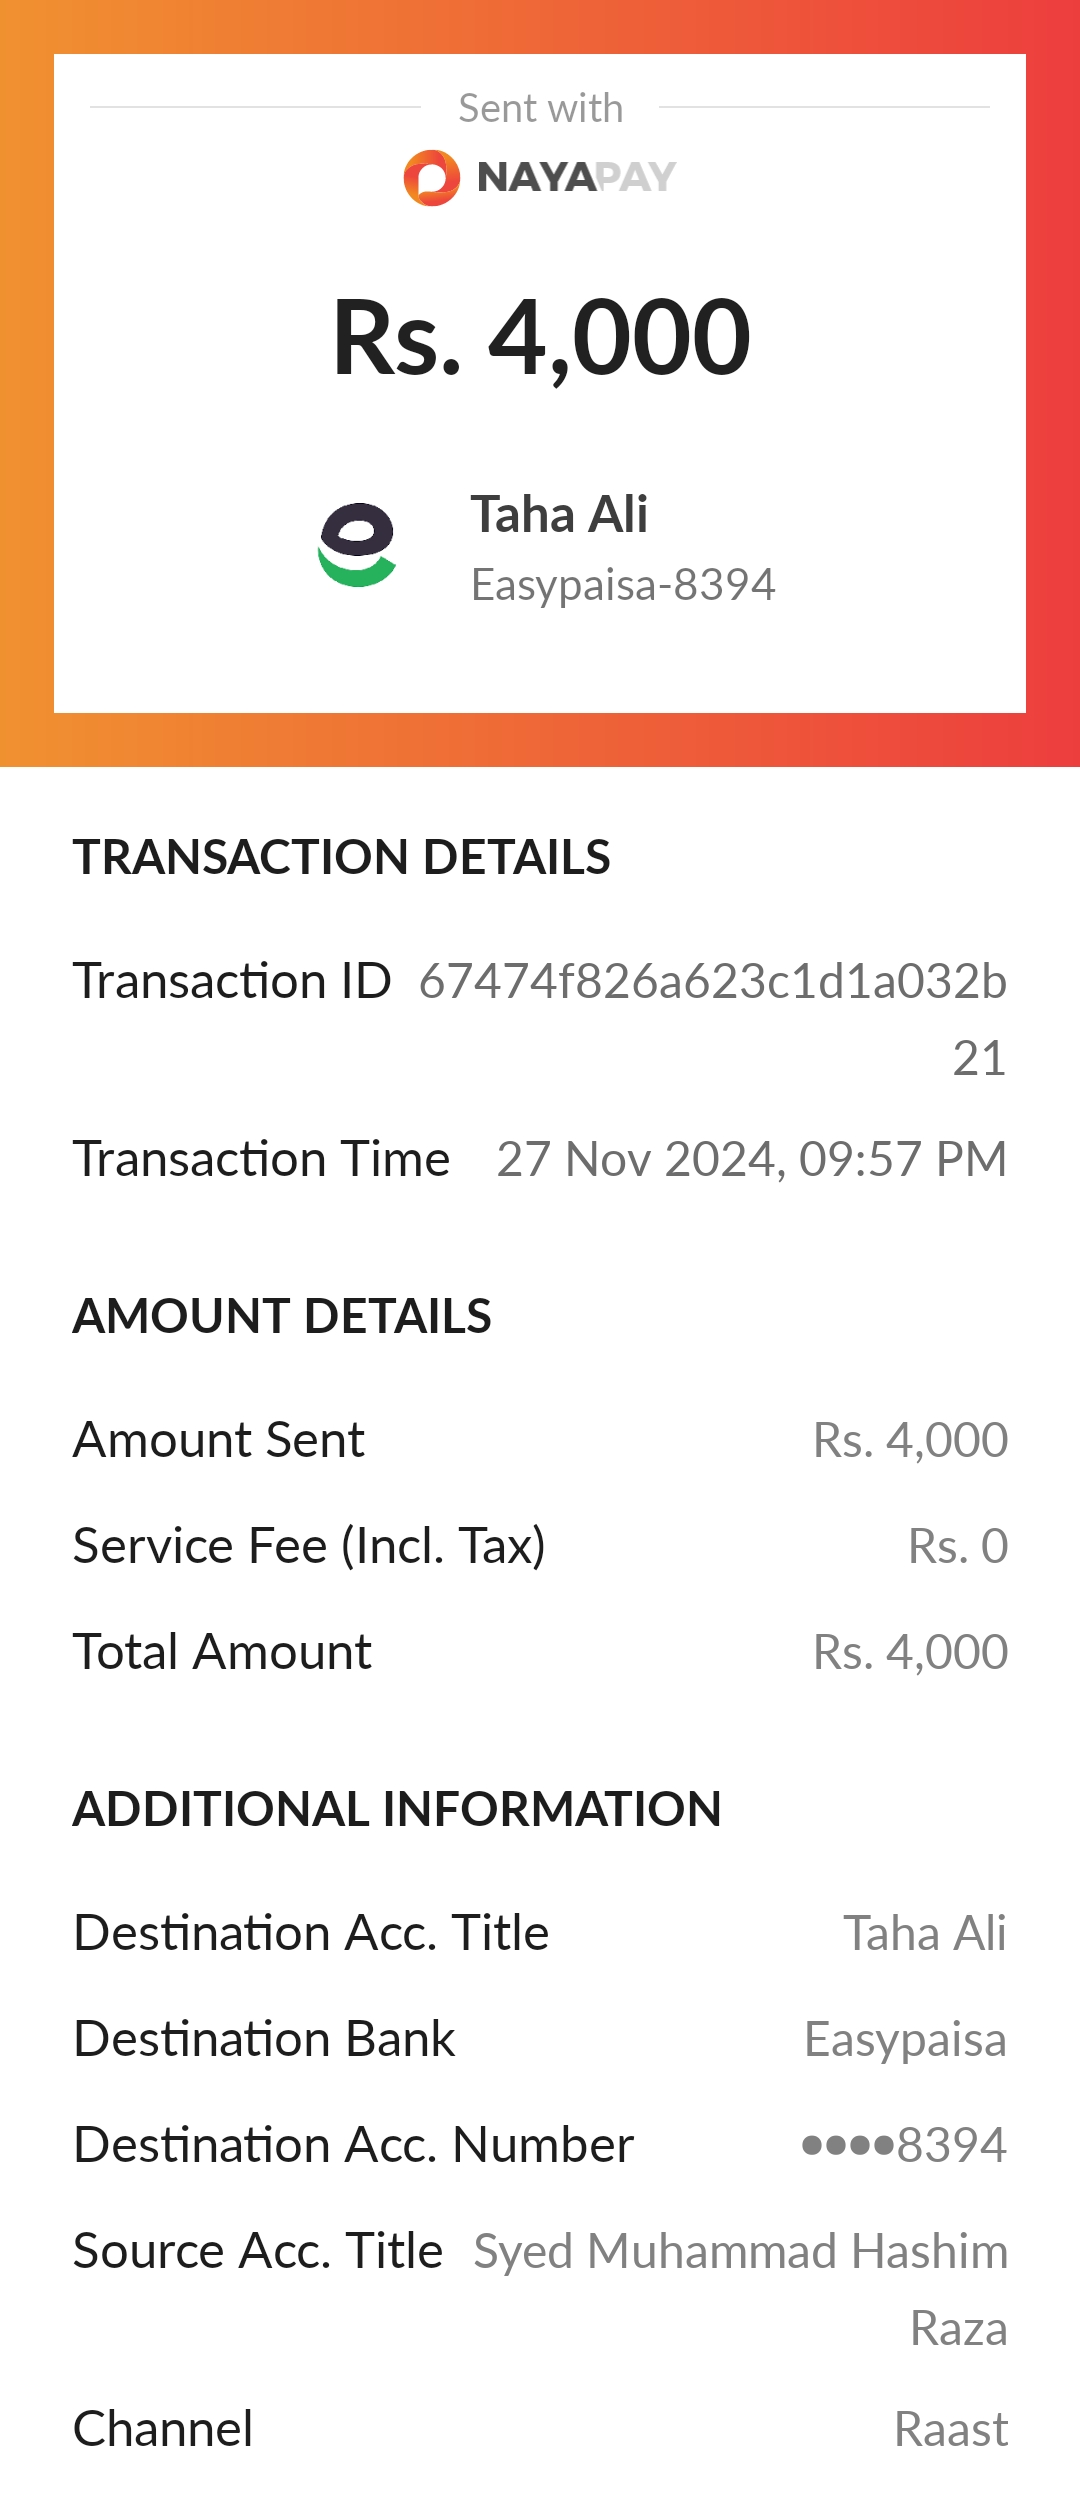 Sent with
NAYAPAY
Rs. 4,000
Taha Ali
Easypaisa-8394
TRANSACTION DETAILS
Transaction ID 67474f826a623c1d1a032b
21
Transaction Time 27 Nov 2024, 09:57 PM
AMOUNT DETAILS
Amount Sent Rs. 4,000
Service Fee (Incl. Tax) Rs. 0
Total Amount Rs. 4,000
ADDITIONAL INFORMATION
Destination Acc. Title Taha Ali
Destination Bank Easypaisa
Destination Acc. Number ••••8394
Source Acc. Title Syed Muhammad Hashim
Raza
Channel Raast